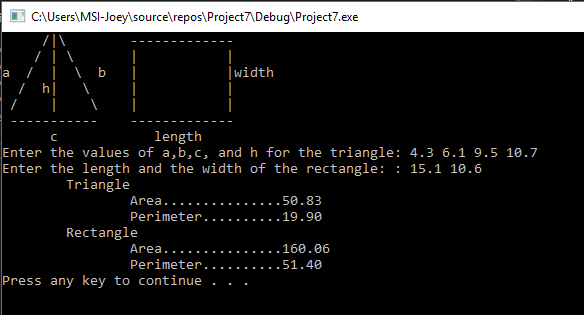 C:\Users\MSI-Joey\source\repos\Project7\Debug\Project7.exe
a b width
h
c length
Enter the values of a,b,c, and h for the triangle: 4.3 6.1 9.5 10.7
Enter the length and the width of the rectangle: : 15.1 10.6
Triangle
Area...............50.83
Perimeter..........19.90
Rectangle
Area...............160.06
Perimeter..........51.40
Press any key to continue . . .